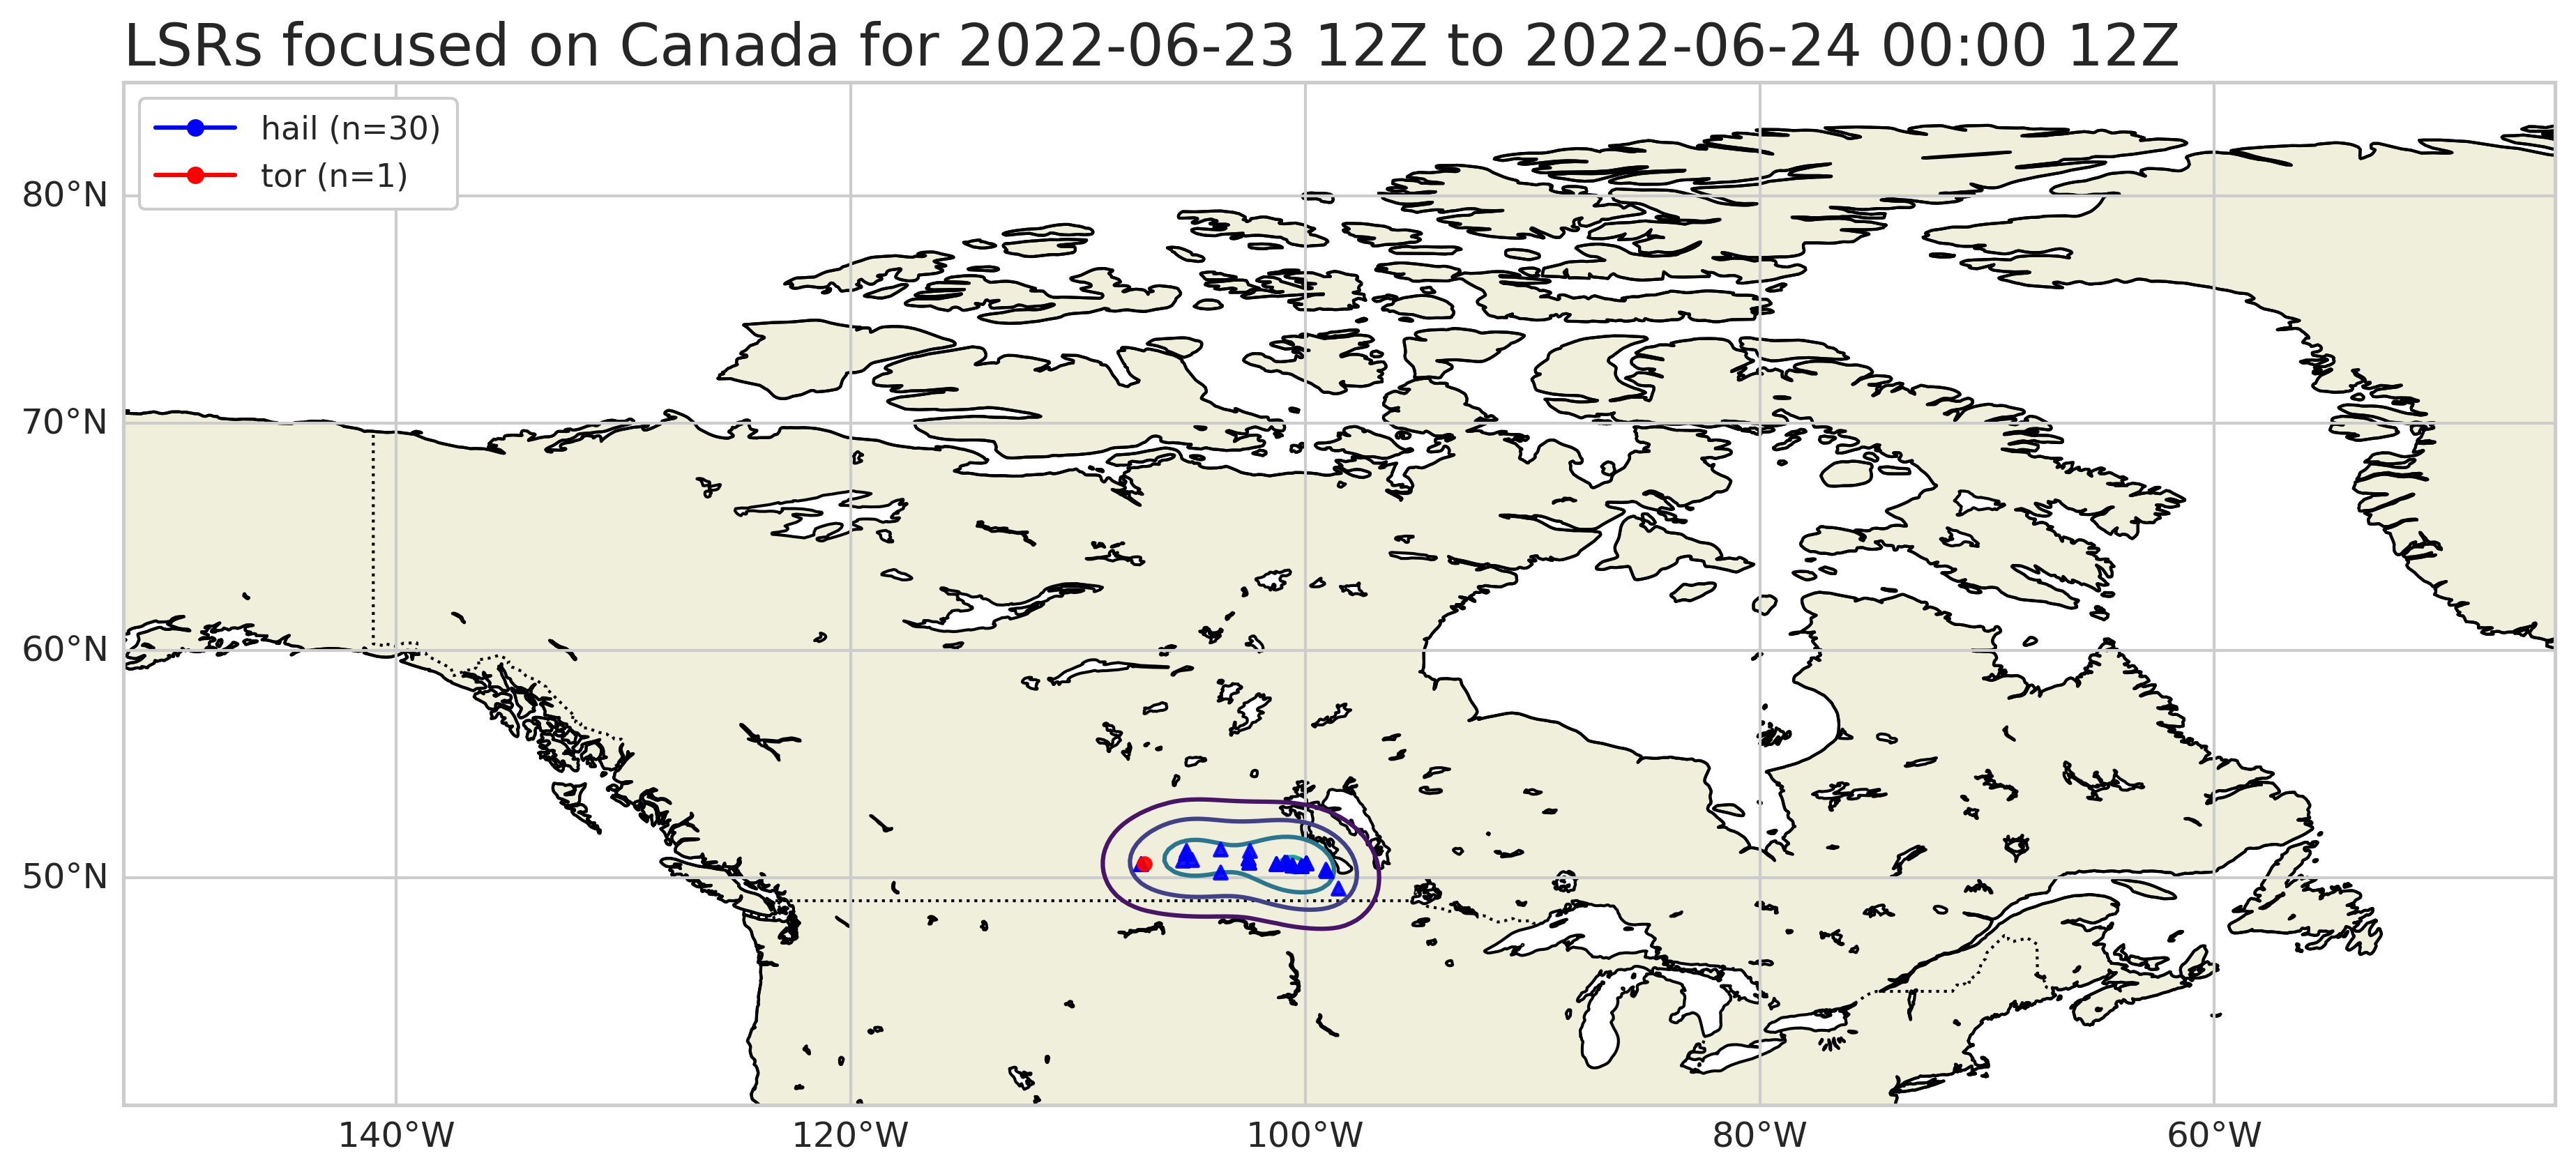 LSRs focused on Canada for 2022-06-23 12Z to 2022-06-24 00:00 12Z
hail (n=30)
tor (n=1)
80°N
70°N
60°N
50°N
140°W
120°W
100°W
80°W
60°W